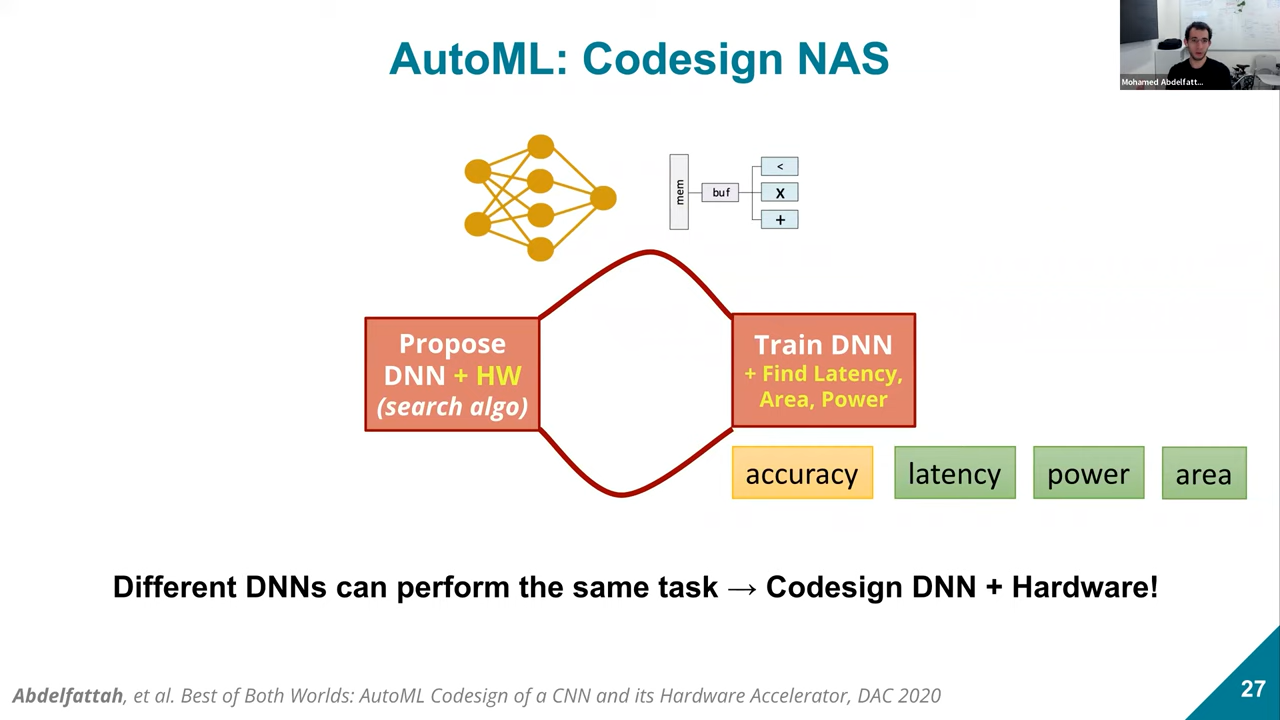 AutoML: Codesign NAS
Mohamed Abdelfatt...
mem
buf
<
X
+
Propose
DNN + HW
(search algo)
Train DNN
+ Find Latency,
Area, Power
accuracy
latency
power
area
Different DNNs can perform the same task → Codesign DNN + Hardware!
Abdelfattah, et al. Best of Both Worlds: AutoML Codesign of a CNN and its Hardware Accelerator, DAC 2020
27